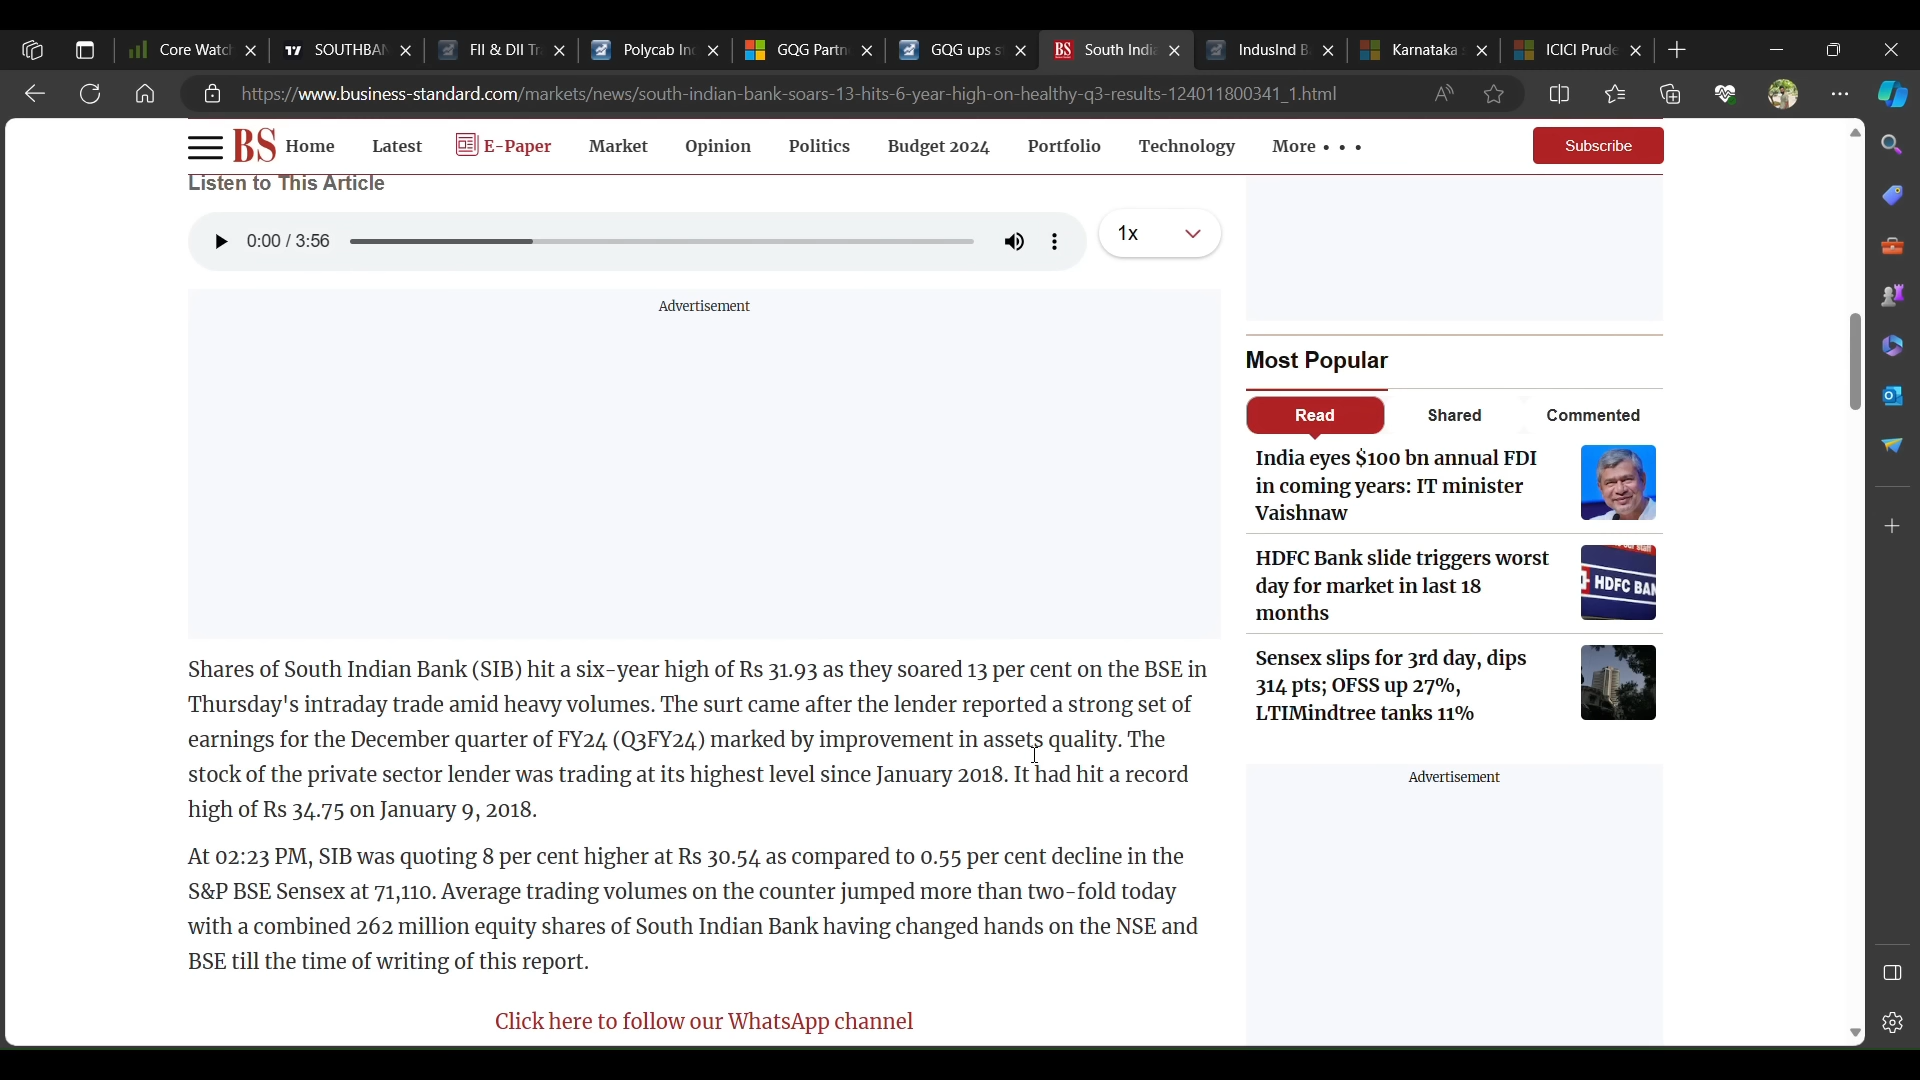 Core Watc
SOUTHBAN
FII & DII Tr
Polycab In
GQG Partn
GQG ups s
BS South India
IndusInd B
Karnataka
ICICI Prude
https://www.business-standard.com/markets/news/south-indian-bank-soars-13-hits-6-year-high-on-healthy-q3-results-124011800341_1.html
BS Home Latest E-Paper Market Opinion Politics Budget 2024 Portfolio Technology More
Subscribe
Listen to This Article
0:00 / 3:56
1x
Advertisement
Shares of South Indian Bank (SIB) hit a six-year high of Rs 31.93 as they soared 13 per cent on the BSE in
Thursday's intraday trade amid heavy volumes. The surt came after the lender reported a strong set of
earnings for the December quarter of FY24 (Q3FY24) marked by improvement in assets quality. The
stock of the private sector lender was trading at its highest level since January 2018. It had hit a record
high of Rs 34.75 on January 9, 2018.
At 02:23 PM, SIB was quoting 8 per cent higher at Rs 30.54 as compared to 0.55 per cent decline in the
S&P BSE Sensex at 71,110. Average trading volumes on the counter jumped more than two-fold today
with a combined 262 million equity shares of South Indian Bank having changed hands on the NSE and
BSE till the time of writing of this report.
Click here to follow our WhatsApp channel
Most Popular
Read Shared Commented
India eyes $100 bn annual FDI
in coming years: IT minister
Vaishnaw
HDFC Bank slide triggers worst
day for market in last 18
months
HDFC BAN
Sensex slips for 3rd day, dips
314 pts; OFSS up 27%,
LTIMindtree tanks 11%
Advertisement